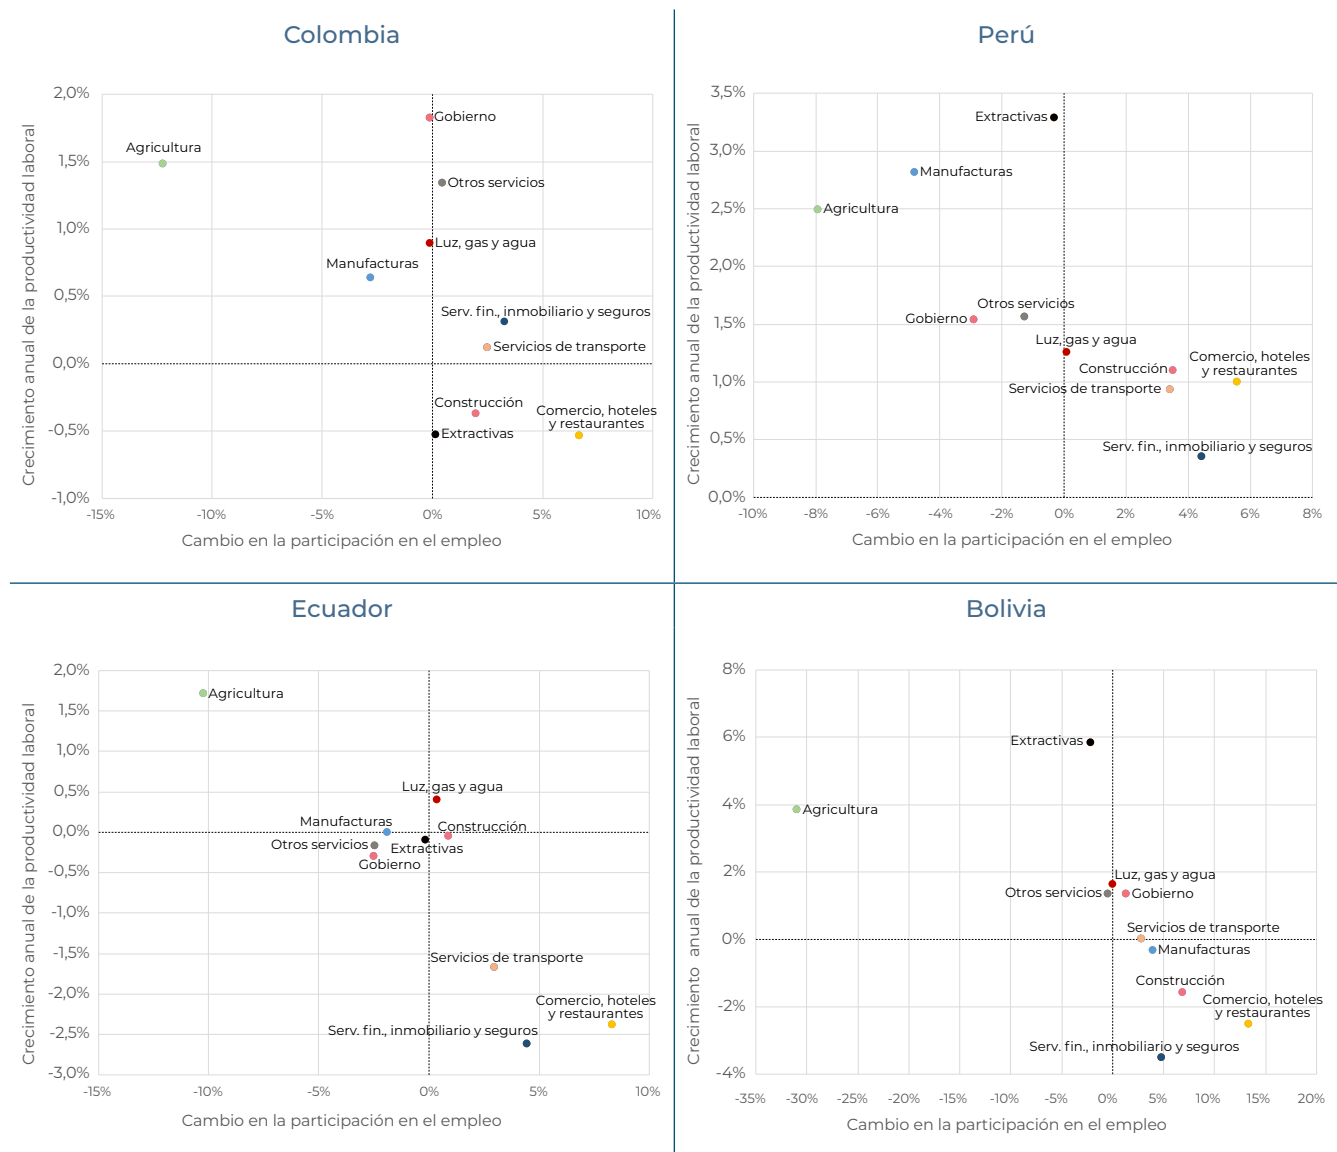 Colombia
Crecimiento anual de la productividad laboral
2,0%
1,5%
1,0%
0,5%
0,0%
-0,5%
-1,0%
Gobierno
Agricultura
Otros servicios
Luz, gas y agua
Manufacturas
Serv. fin., inmobiliario y seguros
Servicios de transporte
Construcción
Comercio, hoteles
y restaurantes
Extractivas
-15%
-10%
-5%
0%
5%
10%
Cambio en la participación en el empleo
Perú
Crecimiento anual de la productividad laboral
3,5%
3,0%
2,5%
2,0%
1,5%
1,0%
0,5%
0,0%
Extractivas
Manufacturas
Agricultura
Otros servicios
Gobierno
Luz, gas y agua
Comercio, hoteles
y restaurantes
Construcción
Servicios de transporte
Serv. fin., inmobiliario y seguros
-10%
-8%
-6%
-4%
-2%
0%
2%
4%
6%
8%
Cambio en la participación en el empleo
Ecuador
Crecimiento anual de la productividad laboral
2,0%
1,5%
1,0%
0,5%
0,0%
-0,5%
-1,0%
-1,5%
-2,0%
-2,5%
-3,0%
Agricultura
Luz, gas y agua
Manufacturas
Construcción
Otros servicios
Extractivas
Gobierno
Servicios de transporte
Comercio, hoteles
y restaurantes
Serv. fin., inmobiliario y seguros
-15%
-10%
-5%
0%
5%
10%
Cambio en la participación en el empleo
Bolivia
Crecimiento anual de la productividad laboral
8%
6%
4%
2%
0%
-2%
-4%
Extractivas
Agricultura
Luz, gas y agua
Otros servicios
Gobierno
Servicios de transporte
Manufacturas
Construcción
Comercio, hoteles
y restaurantes
Serv. fin., inmobiliario y seguros
-35%
-30%
-25%
-20%
-15%
-10%
-5%
0%
5%
10%
15%
20%
Cambio en la participación en el empleo